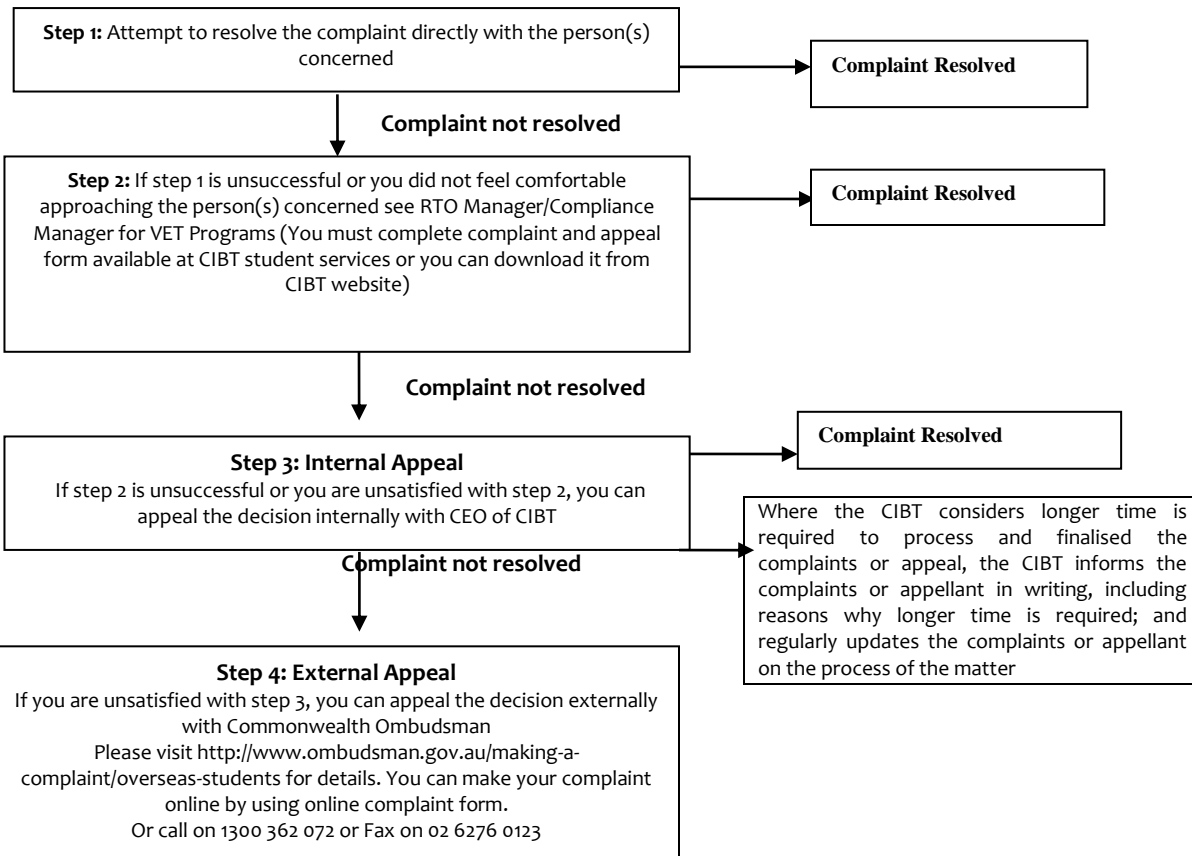 Step 1: Attempt to resolve the complaint directly with the person(s)
concerned
Complaint Resolved
Complaint not resolved
Step 2: If step 1 is unsuccessful or you did not feel comfortable
approaching the person(s) concerned see RTO Manager/Compliance
Manager for VET Programs (You must complete complaint and appeal
form available at CIBT student services or you can download it from
CIBT website)
Complaint Resolved
Complaint not resolved
Step 3: Internal Appeal
If step 2 is unsuccessful or you are unsatisfied with step 2, you can
appeal the decision internally with CEO of CIBT
Complaint Resolved
Where the CIBT considers longer time is
required to process and finalised the
complaints or appeal, the CIBT informs the
complaints or appellant in writing, including
reasons why longer time is required; and
regularly updates the complaints or appellant
on the process of the matter
Complaint not resolved
Step 4: External Appeal
If you are unsatisfied with step 3, you can appeal the decision externally
with Commonwealth Ombudsman
Please visit http://www.ombudsman.gov.au/making-a-
complaint/overseas-students for details. You can make your complaint
online by using online complaint form.
Or call on 1300 362 072 or Fax on 02 6276 0123